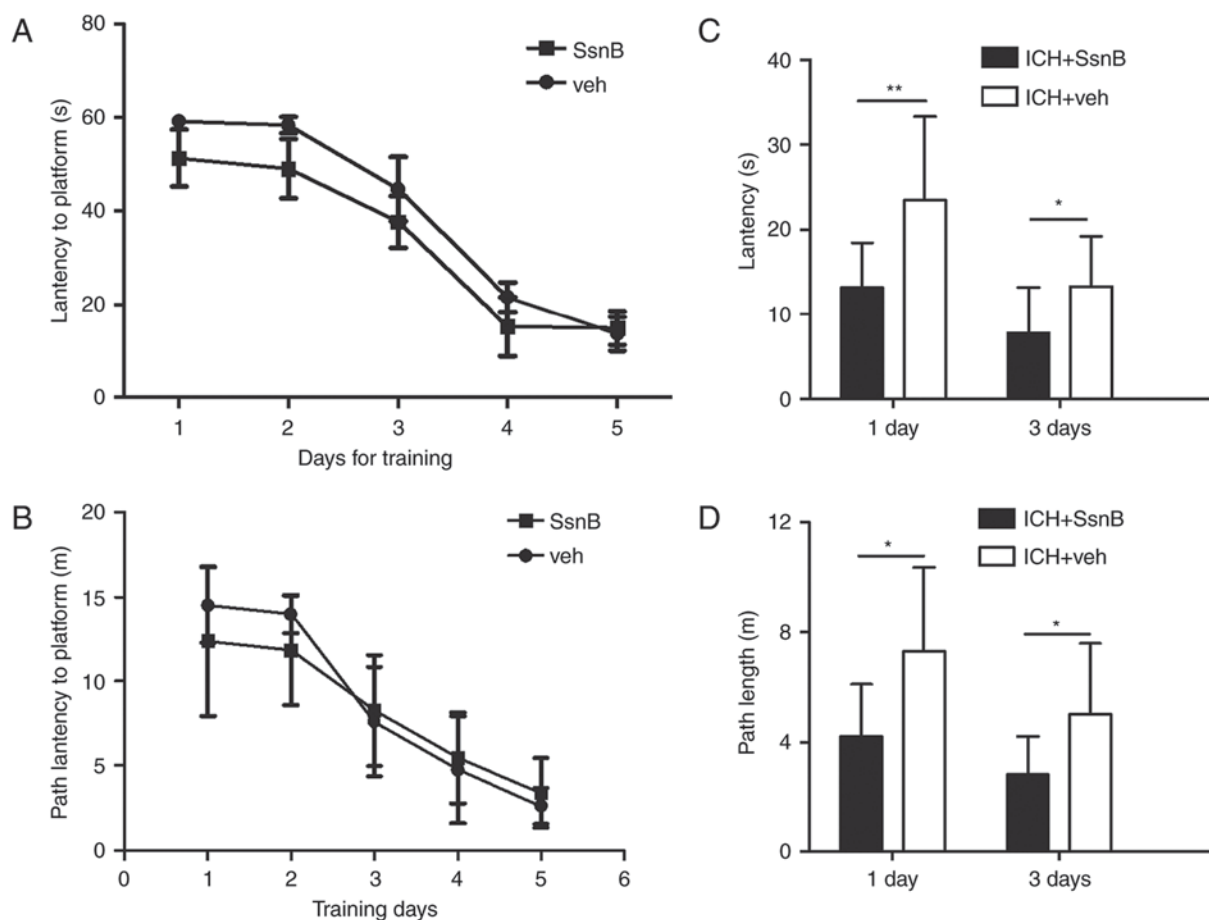 A
80
60
40
20
0
Lantency to platform (s)
SsnB
veh
1 2 3 4 5
Days for training
B
20
15
10
5
0
Path lantency to platform (m)
SsnB
veh
0 1 2 3 4 5 6
Training days
C
40
30
20
10
0
Lantency (s)
ICH+SsnB
ICH+veh
**
*
1 day 3 days
D
12
8
4
0
Path length (m)
ICH+SsnB
ICH+veh
*
*
1 day 3 days